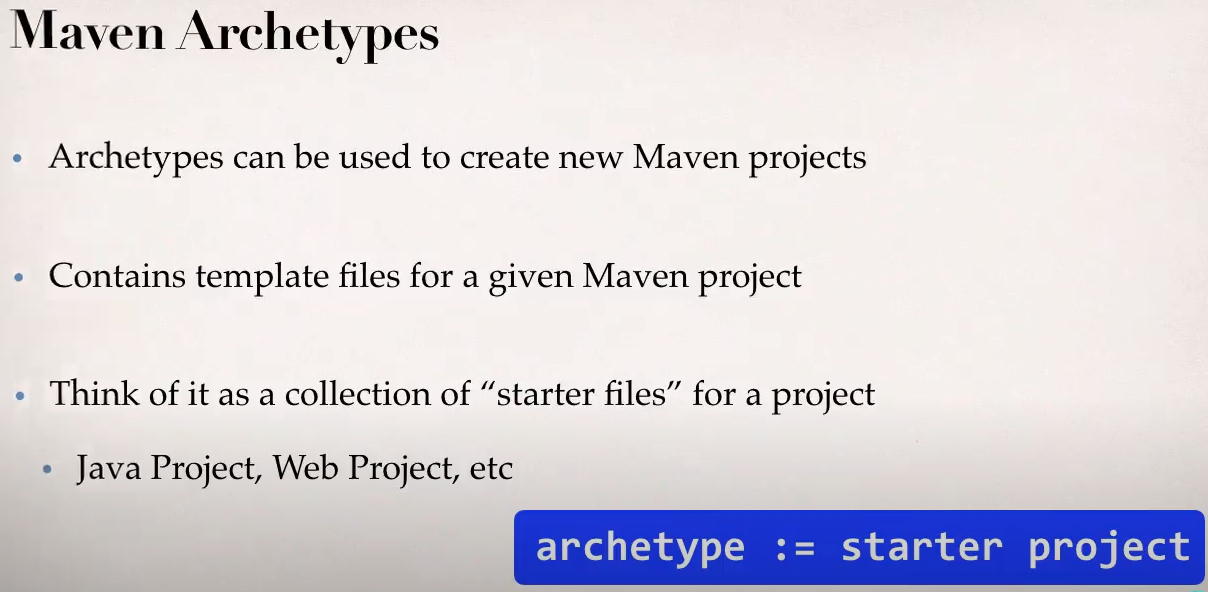 Maven Archetypes
• Archetypes can be used to create new Maven projects
• Contains template files for a given Maven project
• Think of it as a collection of “starter files” for a project
• Java Project, Web Project, etc
archetype := starter project